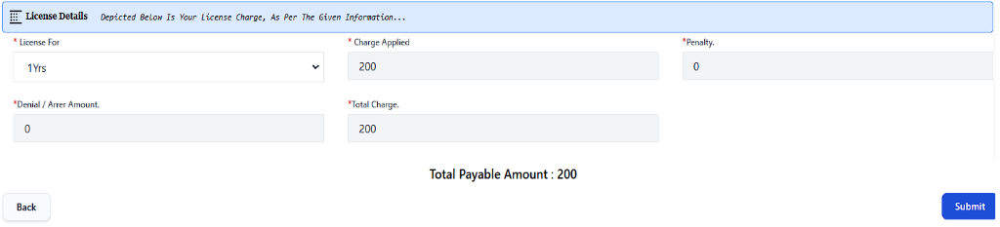 License Details Depicted Below Is Your License Charge, As Per The Given Information...
* License For * Charge Applied *Penalty.
1Yrs 200 0
*Denial / Arrer Amount. *Total Charge.
0 200
Total Payable Amount : 200
Back Submit